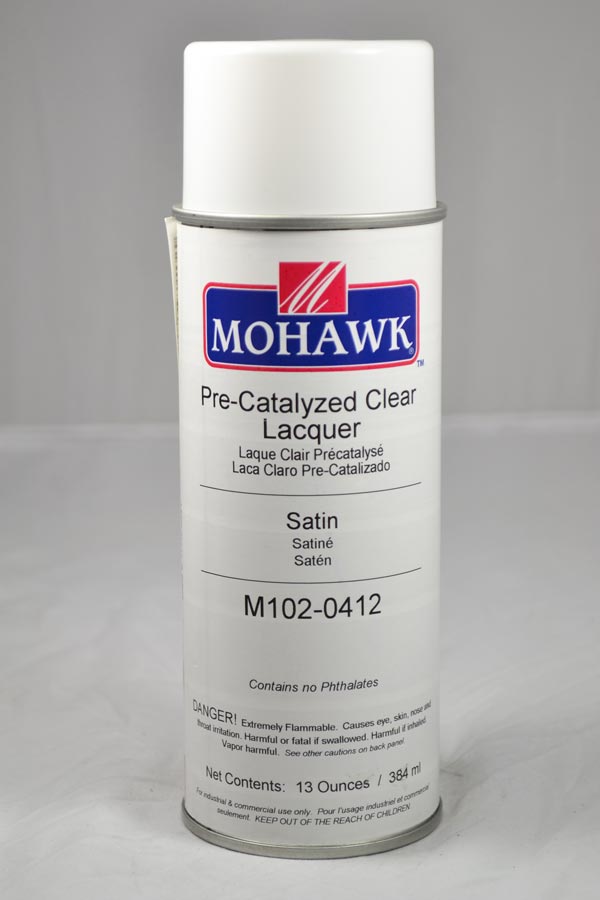 M
MOHAWK®
™
Pre-Catalyzed Clear
Lacquer
Laque Clair Précatalysé
Laca Claro Pre-Catalizado
Satin
Satiné
Satén
M102-0412
Contains no Phthalates
DANGER! Extremely Flammable. Causes eye, skin, nose and
throat irritation. Harmful or fatal if swallowed. Harmful if inhaled.
Vapor harmful. See other cautions on back panel
Net Contents: 13 Ounces / 384 ml
For industrial & commercial use only. Pour l'usage industriel et commercial
seulement. KEEP OUT OF THE REACH OF CHILDREN.